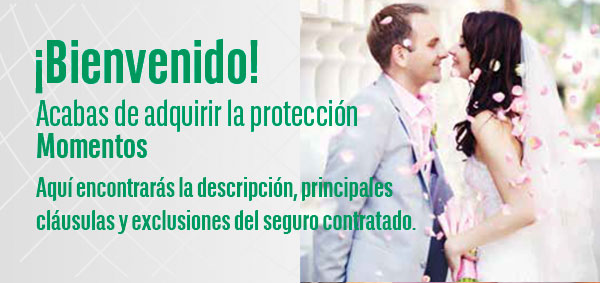 ¡Bienvenido!
Acabas de adquirir la protección
Momentos
Aquí encontrarás la descripción, principales
cláusulas y exclusiones del seguro contratado.